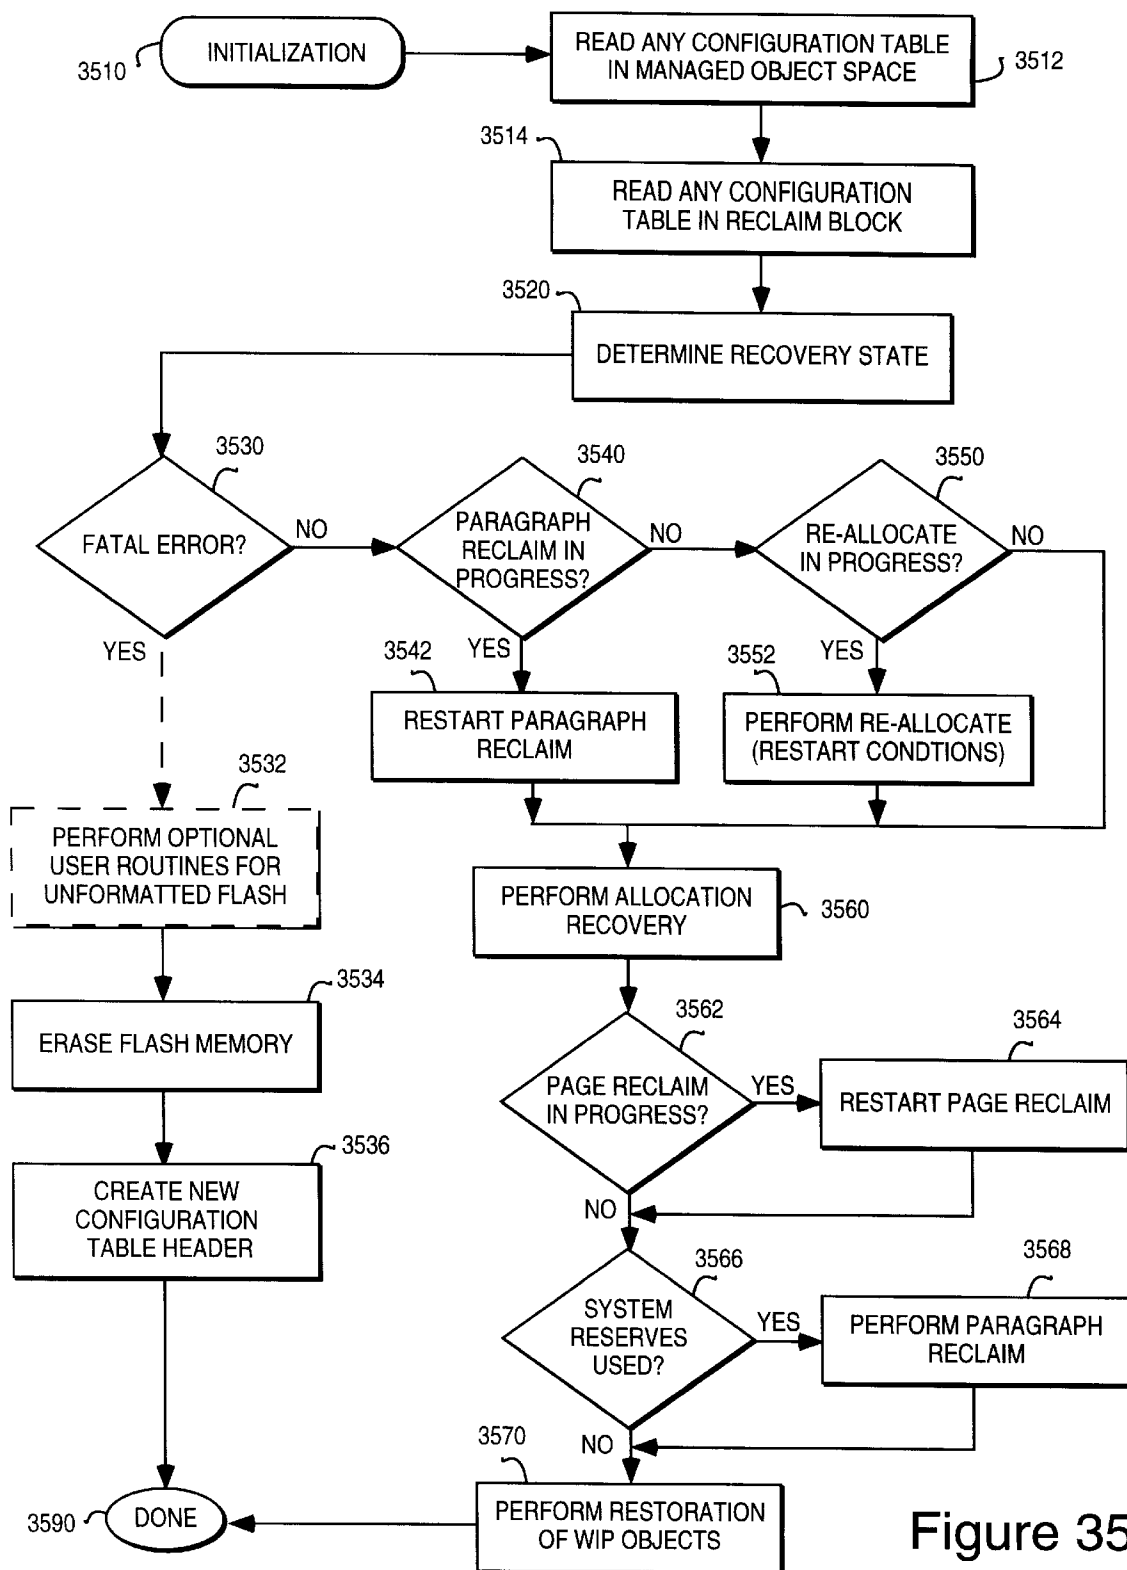 INITIALIZATION
3510
READ ANY CONFIGURATION TABLE
IN MANAGED OBJECT SPACE
3512
3514
READ ANY CONFIGURATION
TABLE IN RECLAIM BLOCK
3520
DETERMINE RECOVERY STATE
3530
FATAL ERROR?
NO
YES
3540
PARAGRAPH
RECLAIM IN
PROGRESS?
NO
YES
3550
RE-ALLOCATE
IN PROGRESS?
NO
YES
3542
RESTART PARAGRAPH
RECLAIM
3552
PERFORM RE-ALLOCATE
(RESTART CONDTIONS)
3532
PERFORM OPTIONAL
USER ROUTINES FOR
UNFORMATTED FLASH
PERFORM ALLOCATION
RECOVERY
3560
3534
ERASE FLASH MEMORY
3562
PAGE RECLAIM
IN PROGRESS?
YES
NO
3564
RESTART PAGE RECLAIM
3536
CREATE NEW
CONFIGURATION
TABLE HEADER
3566
SYSTEM
RESERVES
USED?
YES
NO
3568
PERFORM PARAGRAPH
RECLAIM
3570
PERFORM RESTORATION
OF WIP OBJECTS
3590
DONE
Figure 35